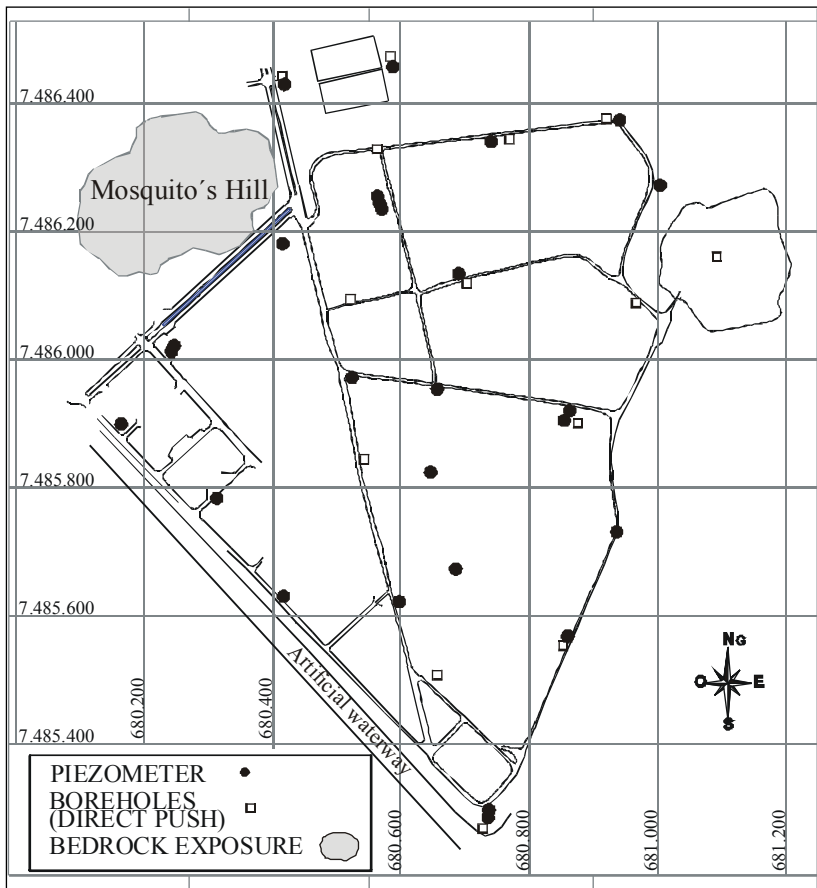 7.486.400
Mosquito´s Hill
7.486.200
7.486.000
7.485.800
7.485.600
NG
O E
S
680.200
680.400
Artificial waterway
7.485.400
680.600
680.800
681.000
681.200
PIEZOMETER
BOREHOLES
(DIRECT PUSH)
BEDROCK EXPOSURE